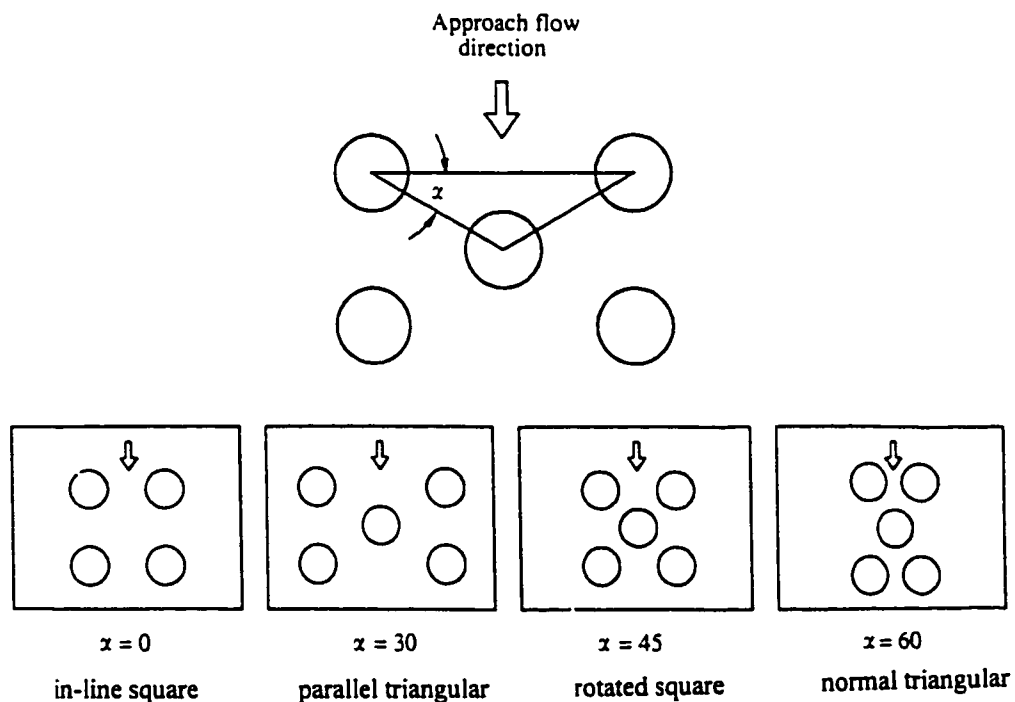 Approach flow
direction
α
α = 0
α = 30
α = 45
α = 60
in-line square
parallel triangular
rotated square
normal triangular